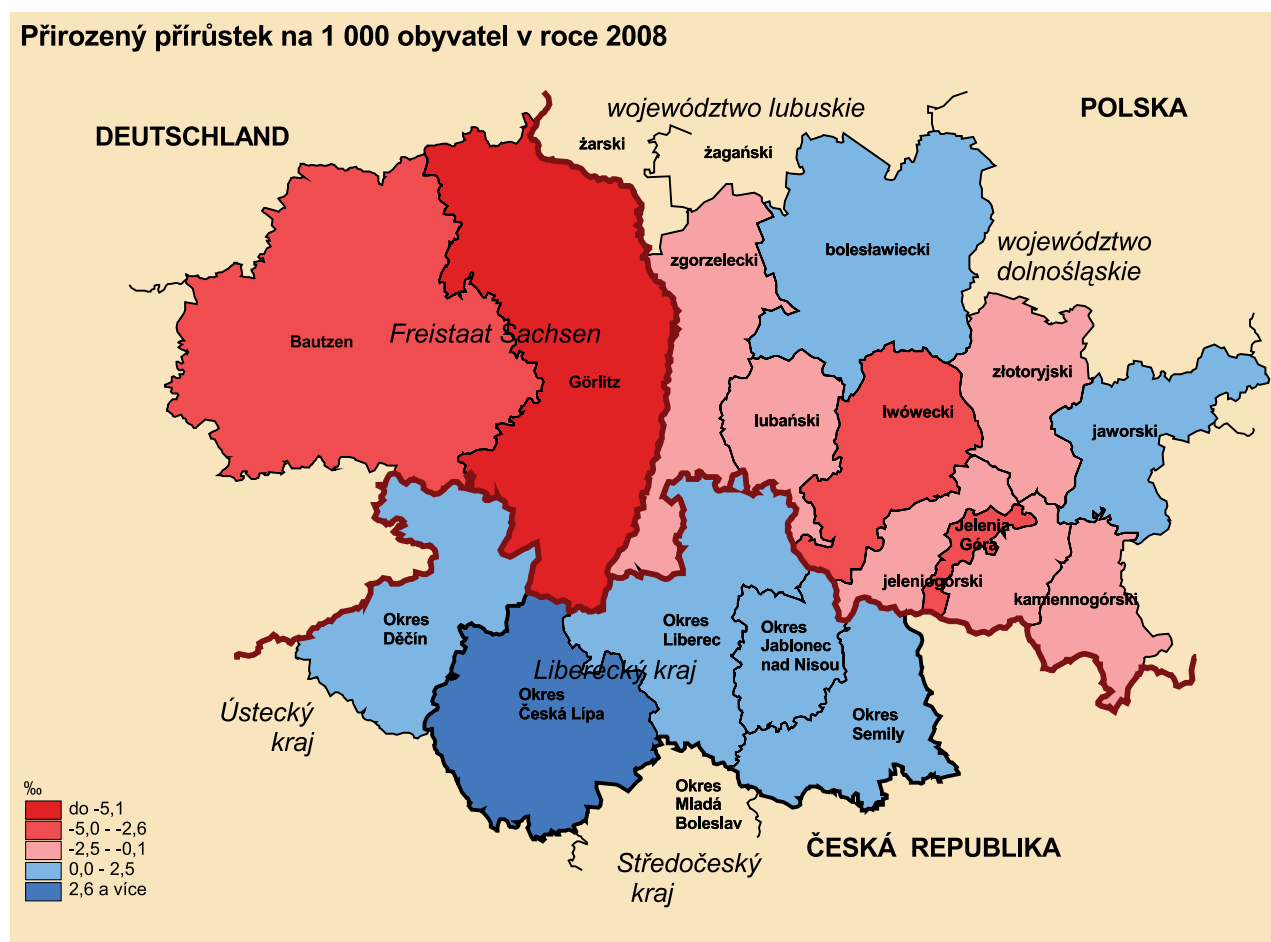 Přirozený přírůstek na 1 000 obyvatel v roce 2008
województwo lubuskie
POLSKA
DEUTSCHLAND
żarski
żagański
zgorzelecki
bolesławiecki
województwo
dolnośląskie
Bautzen
Freistaat Sachsen
Görlitz
złotoryjski
lubański
lwówecki
jaworski
Jelenia
Góra
jeleniogórski
kamiennogórski
Okres
Děčín
Okres
Liberec
Okres
Jablonec
nad Nisou
Liberecký kraj
Okres
Česká Lípa
Ústecký
kraj
Okres
Semily
Okres
Mladá
Boleslav
ČESKÁ REPUBLIKA
Středočeský
kraj
‰
do -5,1
-5,0 - -2,6
-2,5 - -0,1
0,0 - 2,5
2,6 a více